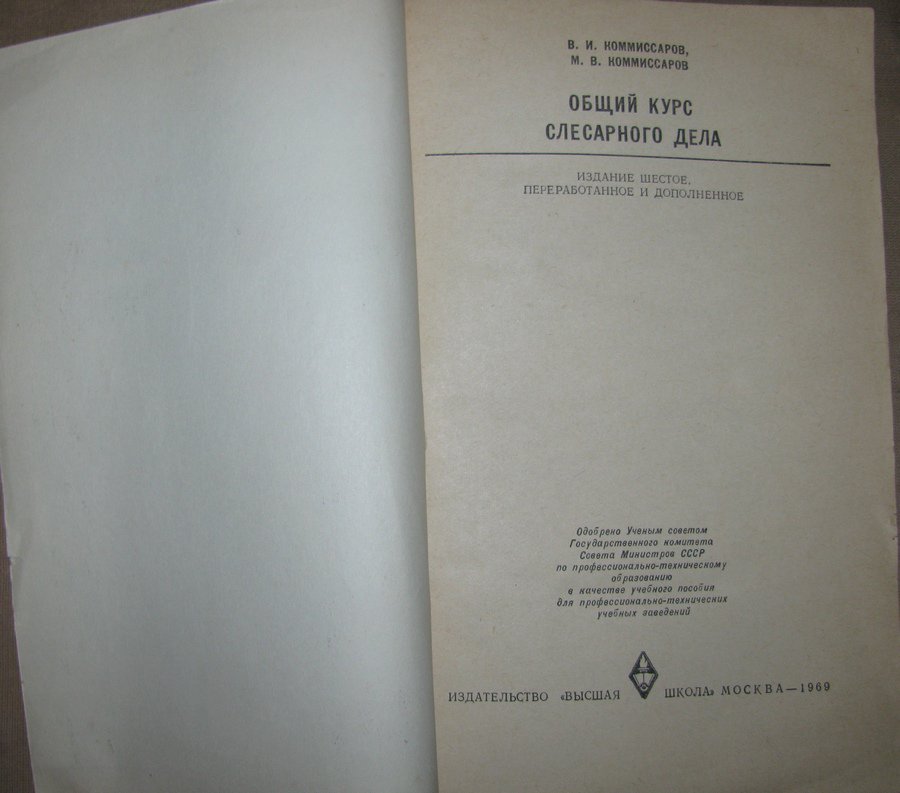 В. И. КОММИССАРОВ,
М. В. КОММИССАРОВ
ОБЩИЙ КУРС
СЛЕСАРНОГО ДЕЛА
ИЗДАНИЕ ШЕСТОЕ,
ПЕРЕРАБОТАННОЕ И ДОПОЛНЕННОЕ
Одобрено Ученым советом
Государственного комитета
Совета Министров СССР
по профессионально-техническому
образованию
в качестве учебного пособия
для профессионально-технических
учебных заведений
ИЗДАТЕЛЬСТВО «ВЫСШАЯ ШКОЛА» МОСКВА—1969